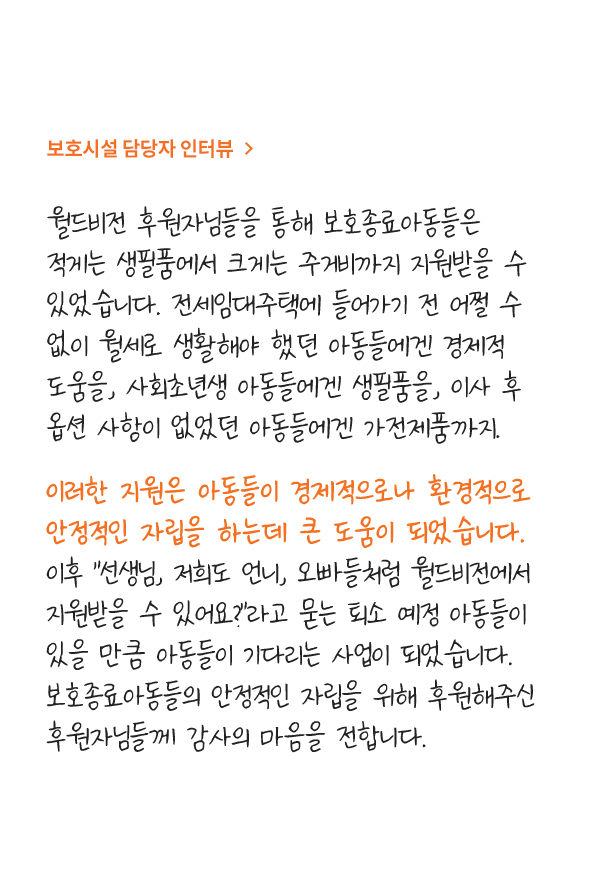 보호시설 담당자 인터뷰 >
월드비전 후원자님들을 통해 보호종료아동들은
적게는 생필품에서 크게는 주거비까지 지원받을 수
있었습니다. 전세임대주택에 들어가기 전 어쩔 수
없이 월세로 생활해야 했던 아동들에겐 경제적
도움을, 사회초년생 아동들에겐 생필품을, 이사 후
옵션 사항이 없었던 아동들에겐 가전제품까지.
이러한 지원은 아동들이 경제적으로나 환경적으로
안정적인 자립을 하는데 큰 도움이 되었습니다.
이후 "선생님, 저희도 언니, 오빠들처럼 월드비전에서
지원받을 수 있어요?"라고 묻는 퇴소 예정 아동들이
있을 만큼 아동들이 기다리는 사업이 되었습니다.
보호종료아동들의 안정적인 자립을 위해 후원해주신
후원자님들께 감사의 마음을 전합니다.